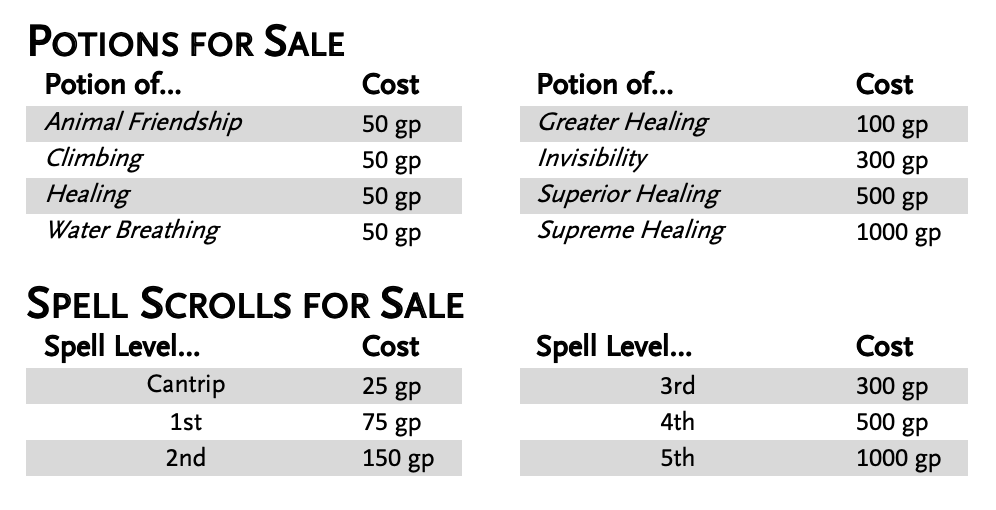 POTIONS FOR SALE
Potion of... Cost Potion of... Cost
Animal Friendship 50 gp Greater Healing 100 gp
Climbing 50 gp Invisibility 300 gp
Healing 50 gp Superior Healing 500 gp
Water Breathing 50 gp Supreme Healing 1000 gp
SPELL SCROLLS FOR SALE
Spell Level... Cost Spell Level... Cost
Cantrip 25 gp 3rd 300 gp
1st 75 gp 4th 500 gp
2nd 150 gp 5th 1000 gp